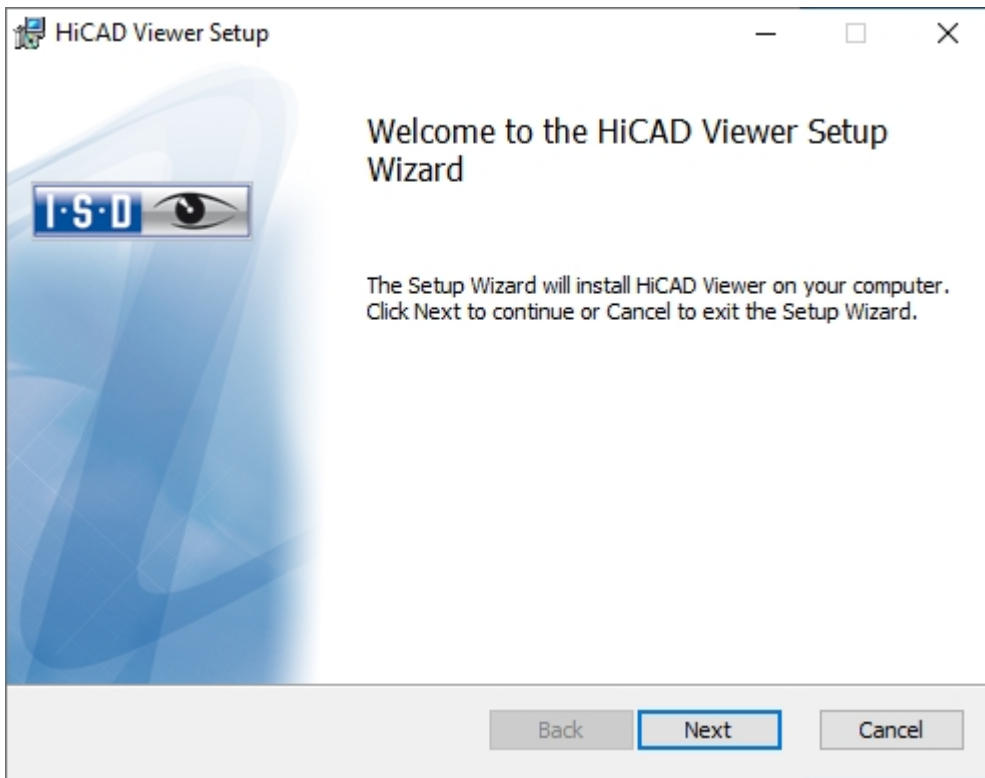 HiCAD Viewer Setup
Welcome to the HiCAD Viewer Setup
Wizard
I·S·D
The Setup Wizard will install HiCAD Viewer on your computer.
Click Next to continue or Cancel to exit the Setup Wizard.
Back Next Cancel